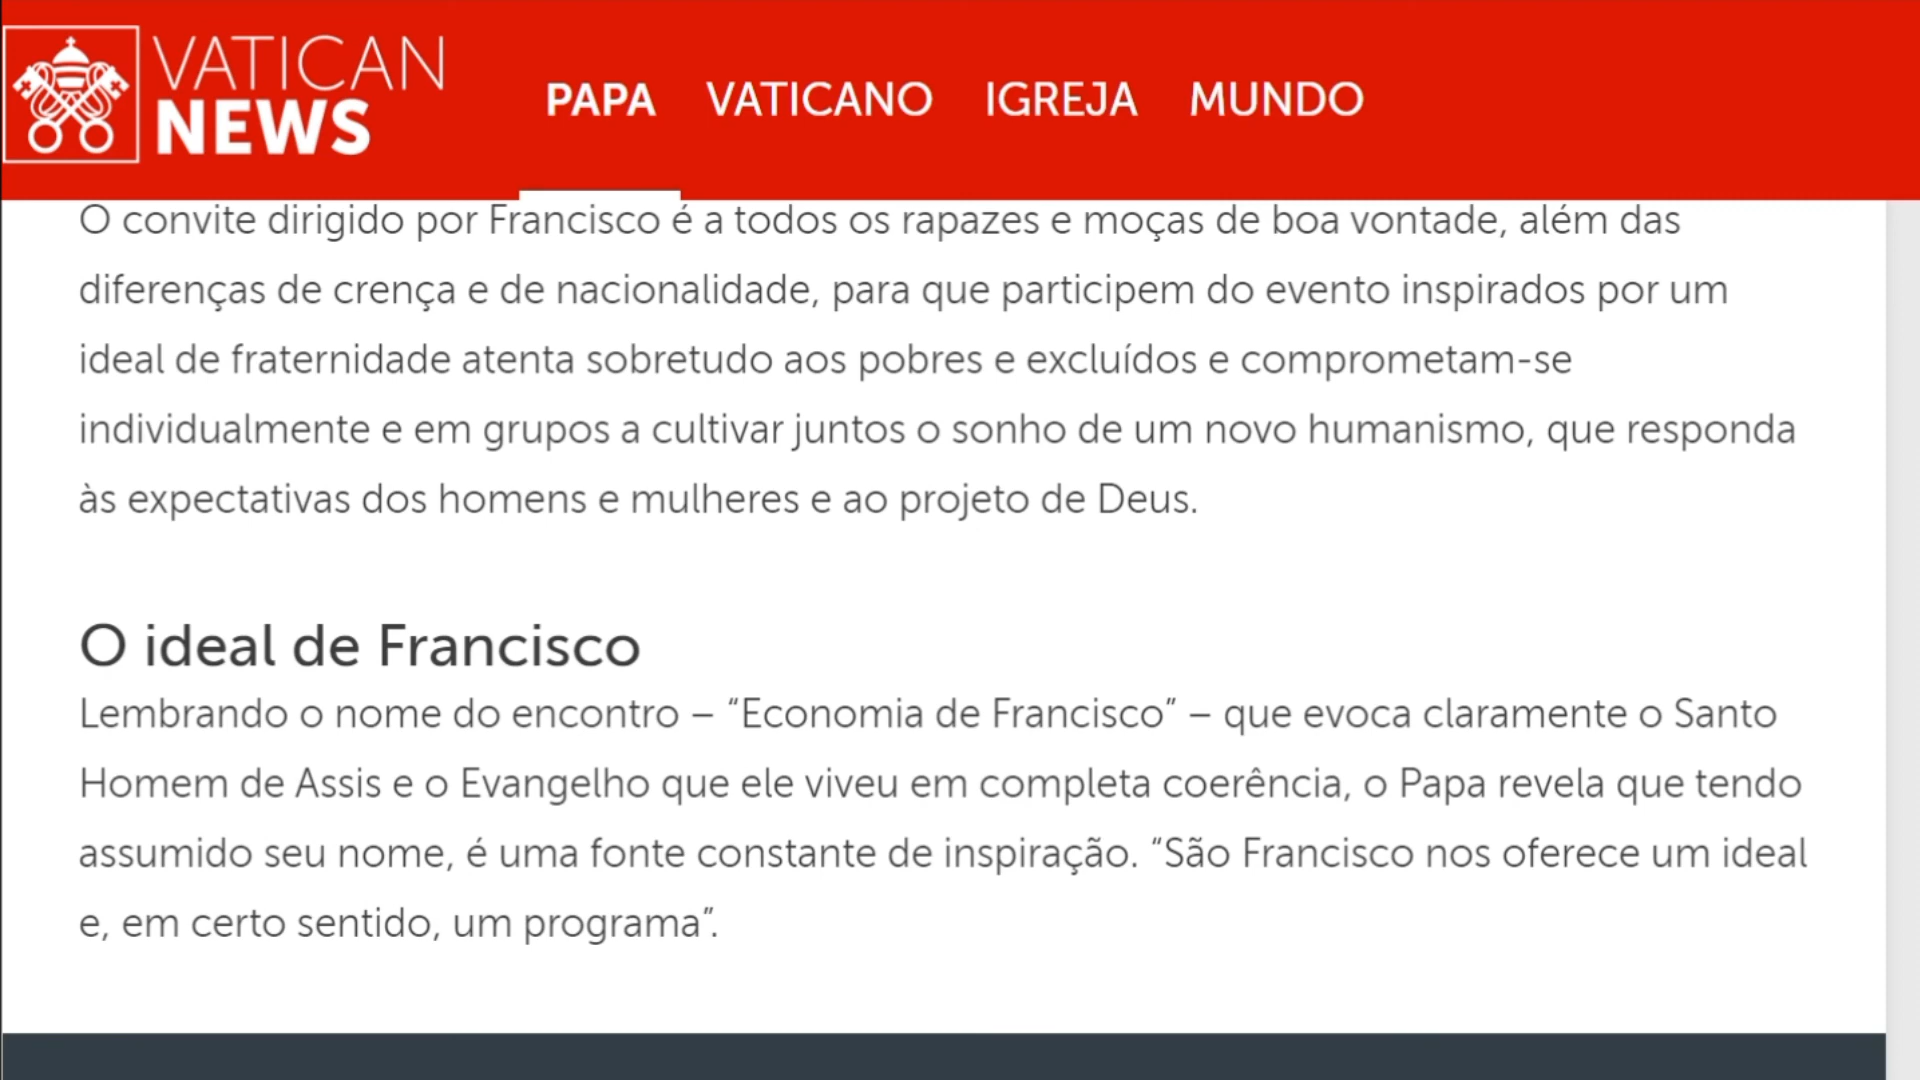 VATICAN
NEWS
PAPA VATICANO IGREJA MUNDO
O convite dirigido por Francisco é a todos os rapazes e moças de boa vontade, além das
diferenças de crença e de nacionalidade, para que participem do evento inspirados por um
ideal de fraternidade atenta sobretudo aos pobres e excluídos e comprometam-se
individualmente e em grupos a cultivar juntos o sonho de um novo humanismo, que responda
às expectativas dos homens e mulheres e ao projeto de Deus.
O ideal de Francisco
Lembrando o nome do encontro – “Economia de Francisco” – que evoca claramente o Santo
Homem de Assis e o Evangelho que ele viveu em completa coerência, o Papa revela que tendo
assumido seu nome, é uma fonte constante de inspiração. “São Francisco nos oferece um ideal
e, em certo sentido, um programa”.